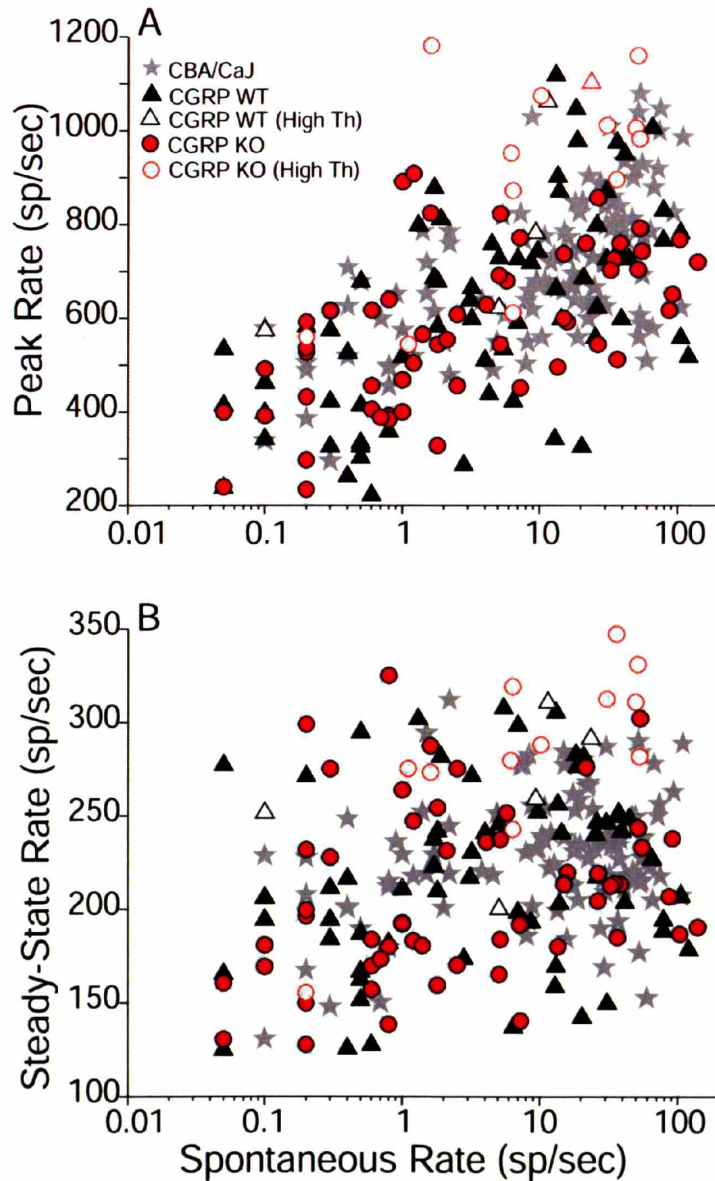 A
1200
1000
800
600
400
200
Peak Rate (sp/sec)
CBA/CaJ
CGRP WT
CGRP WT (High Th)
CGRP KO
CGRP KO (High Th)
0.01 0.1 1 10 100
B
350
300
250
200
150
100
Steady-State Rate (sp/sec)
0.01 0.1 1 10 100
Spontaneous Rate (sp/sec)